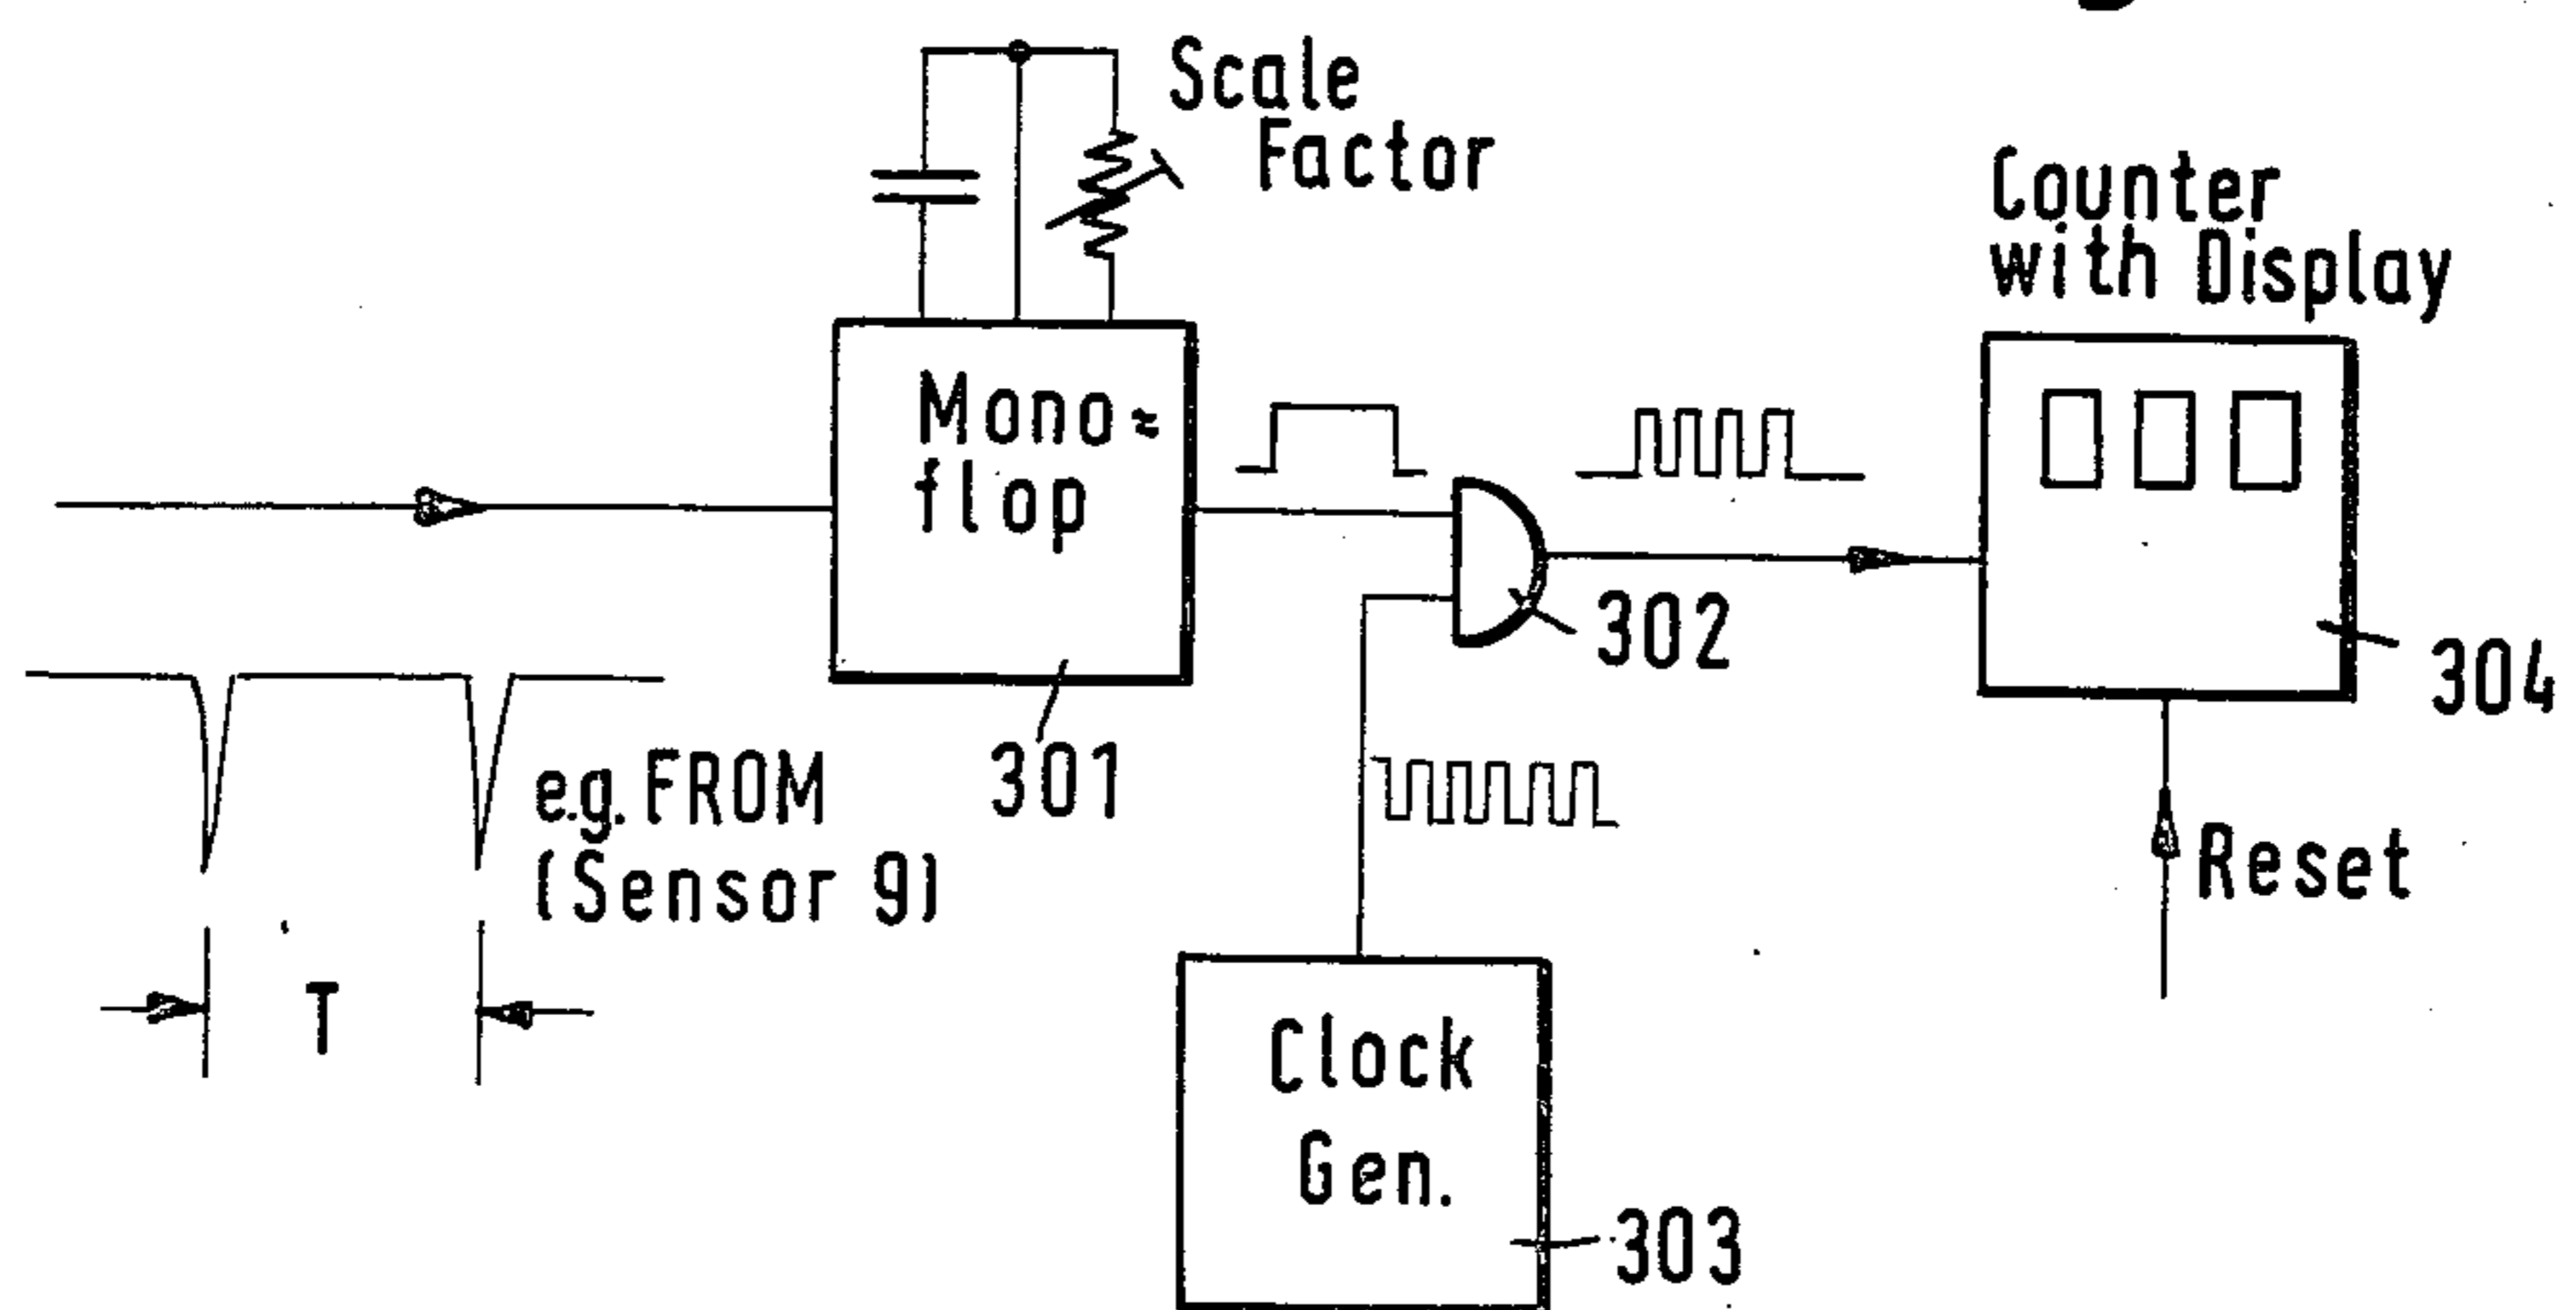 Scale
Factor
Counter
with Display
Mono=
flop
302
304
301
e.g. FROM
(Sensor 9)
Reset
T
Clock
Gen.
303